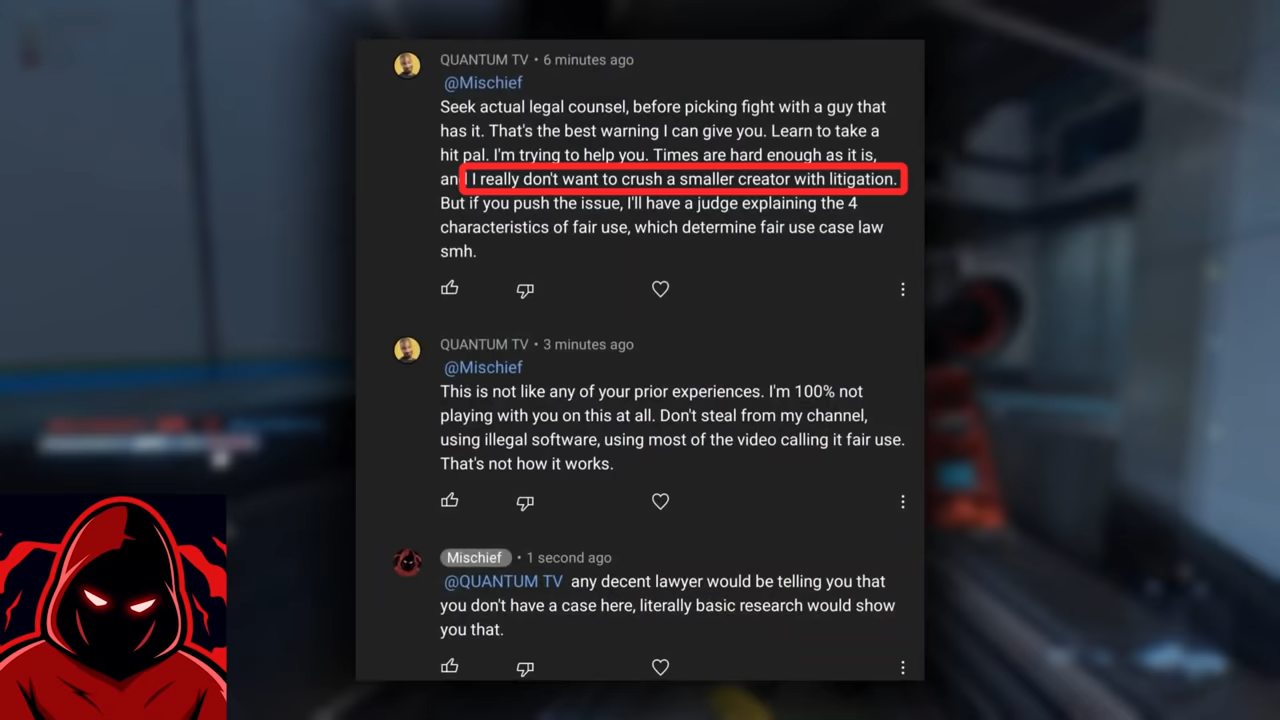 QUANTUM TV • 6 minutes ago
@Mischief
Seek actual legal counsel, before picking fight with a guy that
has it. That's the best warning I can give you. Learn to take a
hit pal. I'm trying to help you. Times are hard enough as it is,
and I really don't want to crush a smaller creator with litigation.
But if you push the issue, I'll have a judge explaining the 4
characteristics of fair use, which determine fair use case law
smh.
QUANTUM TV • 3 minutes ago
@Mischief
This is not like any of your prior experiences. I'm 100% not
playing with you on this at all. Don't steal from my channel,
using illegal software, using most of the video calling it fair use.
That's not how it works.
Mischief • 1 second ago
@QUANTUM TV any decent lawyer would be telling you that
you don't have a case here, literally basic research would show
you that.